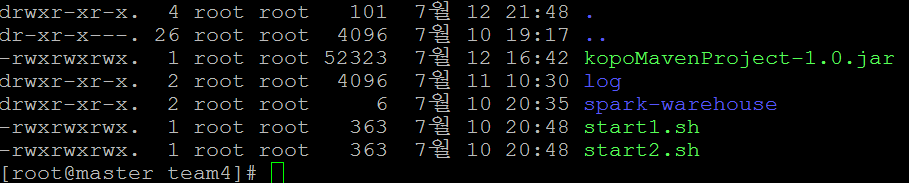 drwxr-xr-x.  4 root root   101  7월 12 21:48 .
dr-xr-x---. 26 root root  4096  7월 10 19:17 ..
-rwxrwxrwx.  1 root root 52323  7월 12 16:42 kopoMavenProject-1.0.jar
drwxr-xr-x.  2 root root  4096  7월 11 10:30 log
drwxr-xr-x.  2 root root     6  7월 10 20:35 spark-warehouse
-rwxrwxrwx.  1 root root   363  7월 10 20:48 start1.sh
-rwxrwxrwx.  1 root root   363  7월 10 20:48 start2.sh
[root@master team4]#